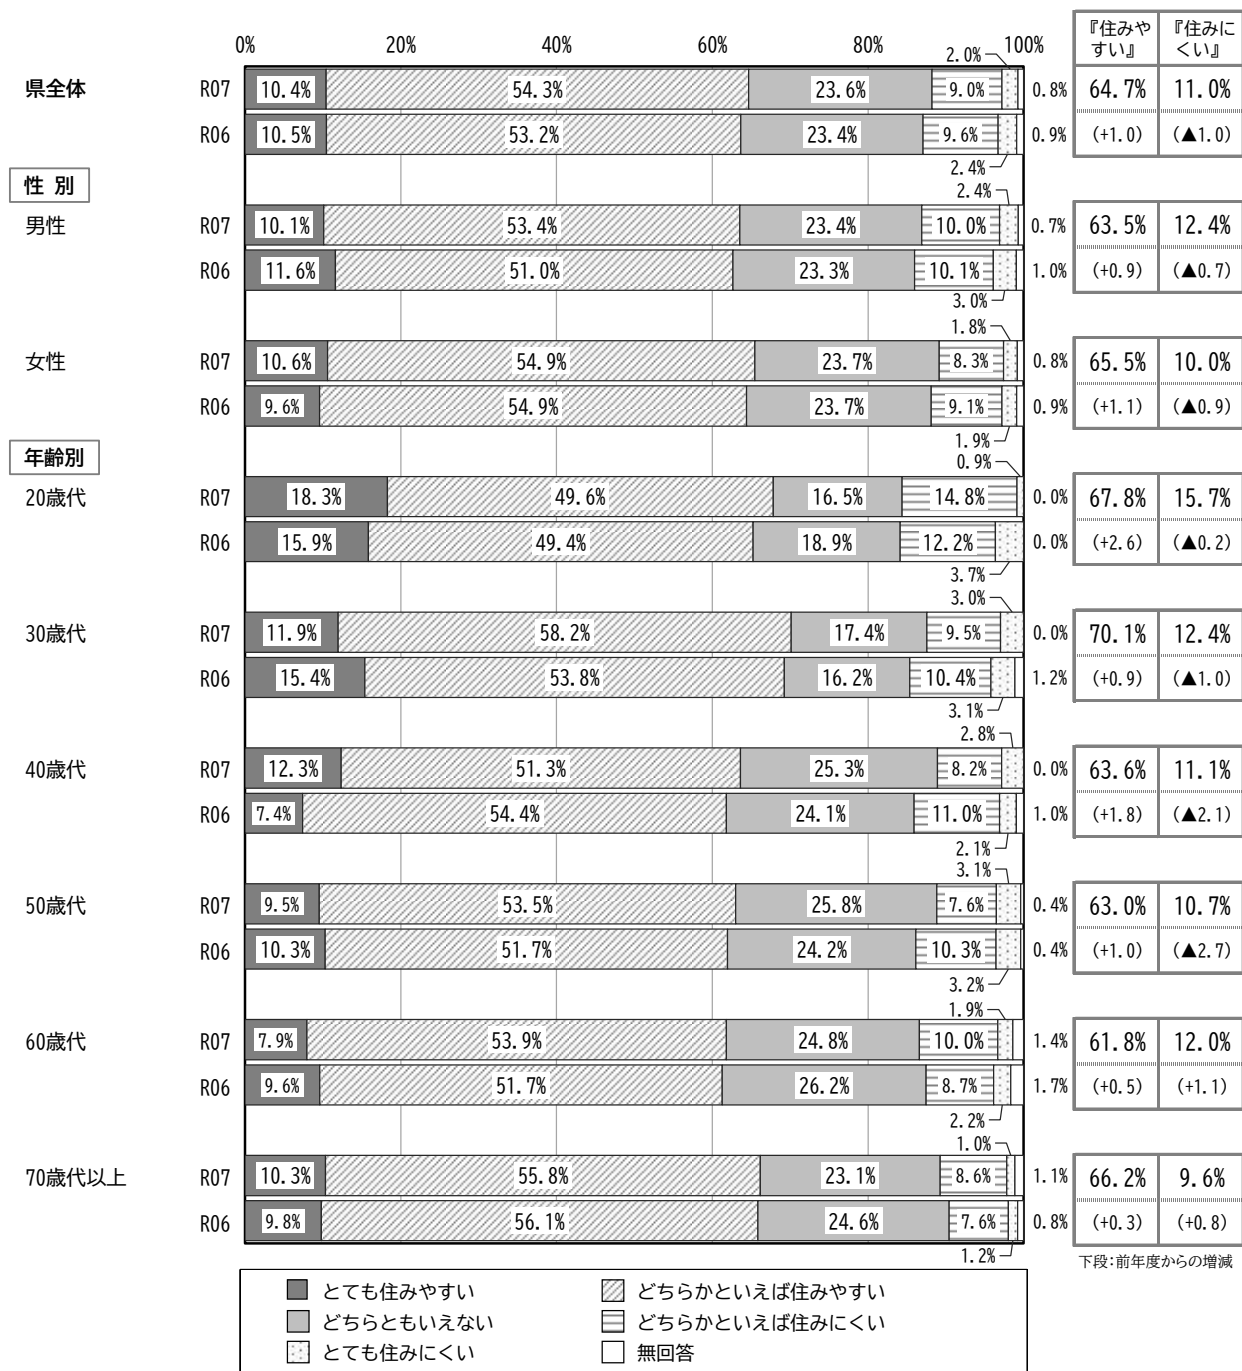 0% 20% 40% 60% 80% 100% 『住みやすい』 『住みにくい』
2.0%
県全体 R07 10.4% 54.3% 23.6% 9.0% 0.8% 64.7% 11.0%
R06 10.5% 53.2% 23.4% 9.6% 0.9% (+1.0) (▲1.0)
2.4%
性別
2.4%
男性 R07 10.1% 53.4% 23.4% 10.0% 0.7% 63.5% 12.4%
R06 11.6% 51.0% 23.3% 10.1% 1.0% (+0.9) (▲0.7)
3.0%
1.8%
女性 R07 10.6% 54.9% 23.7% 8.3% 0.8% 65.5% 10.0%
R06 9.6% 54.9% 23.7% 9.1% 0.9% (+1.1) (▲0.9)
1.9%
年齢別
0.9%
20歳代 R07 18.3% 49.6% 16.5% 14.8% 0.0% 67.8% 15.7%
R06 15.9% 49.4% 18.9% 12.2% 0.0% (+2.6) (▲0.2)
3.7%
3.0%
30歳代 R07 11.9% 58.2% 17.4% 9.5% 0.0% 70.1% 12.4%
R06 15.4% 53.8% 16.2% 10.4% 1.2% (+0.9) (▲1.0)
3.1%
2.8%
40歳代 R07 12.3% 51.3% 25.3% 8.2% 0.0% 63.6% 11.1%
R06 7.4% 54.4% 24.1% 11.0% 1.0% (+1.8) (▲2.1)
2.1%
3.1%
50歳代 R07 9.5% 53.5% 25.8% 7.6% 0.4% 63.0% 10.7%
R06 10.3% 51.7% 24.2% 10.3% 0.4% (+1.0) (▲2.7)
3.2%
1.9%
60歳代 R07 7.9% 53.9% 24.8% 10.0% 1.4% 61.8% 12.0%
R06 9.6% 51.7% 26.2% 8.7% 1.7% (+0.5) (+1.1)
2.2%
1.0%
70歳代以上 R07 10.3% 55.8% 23.1% 8.6% 1.1% 66.2% 9.6%
R06 9.8% 56.1% 24.6% 7.6% 0.8% (+0.3) (+0.8)
1.2%
下段:前年度からの増減
とても住みやすい どちらかといえば住みやすい
どちらともいえない どちらかといえば住みにくい
とても住みにくい 無回答